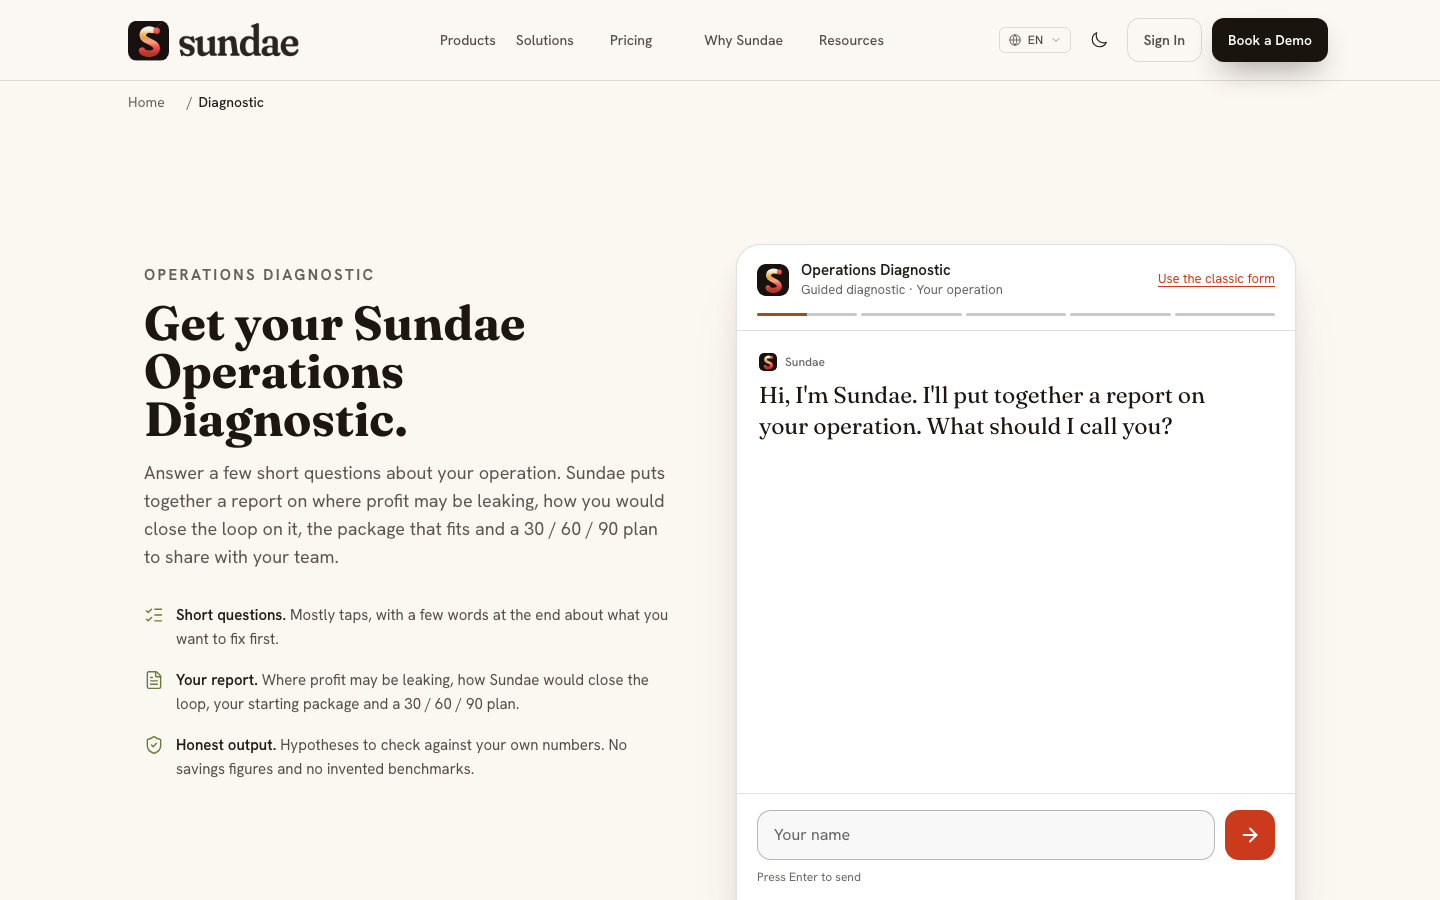 sundae
Products
Solutions
Pricing
Why Sundae
Resources
EN
Sign In
Book a Demo
Home / Diagnostic
OPERATIONS DIAGNOSTIC
Get your Sundae
Operations
Diagnostic.
Answer a few short questions about your operation. Sundae puts
together a report on where profit may be leaking, how you would
close the loop on it, the package that fits and a 30 / 60 / 90 plan
to share with your team.
Short questions. Mostly taps, with a few words at the end about what you
want to fix first.
Your report. Where profit may be leaking, how Sundae would close the
loop, your starting package and a 30 / 60 / 90 plan.
Honest output. Hypotheses to check against your own numbers. No
savings figures and no invented benchmarks.
Operations Diagnostic
Guided diagnostic · Your operation
Use the classic form
Sundae
Hi, I'm Sundae. I'll put together a report on
your operation. What should I call you?
Your name
Press Enter to send